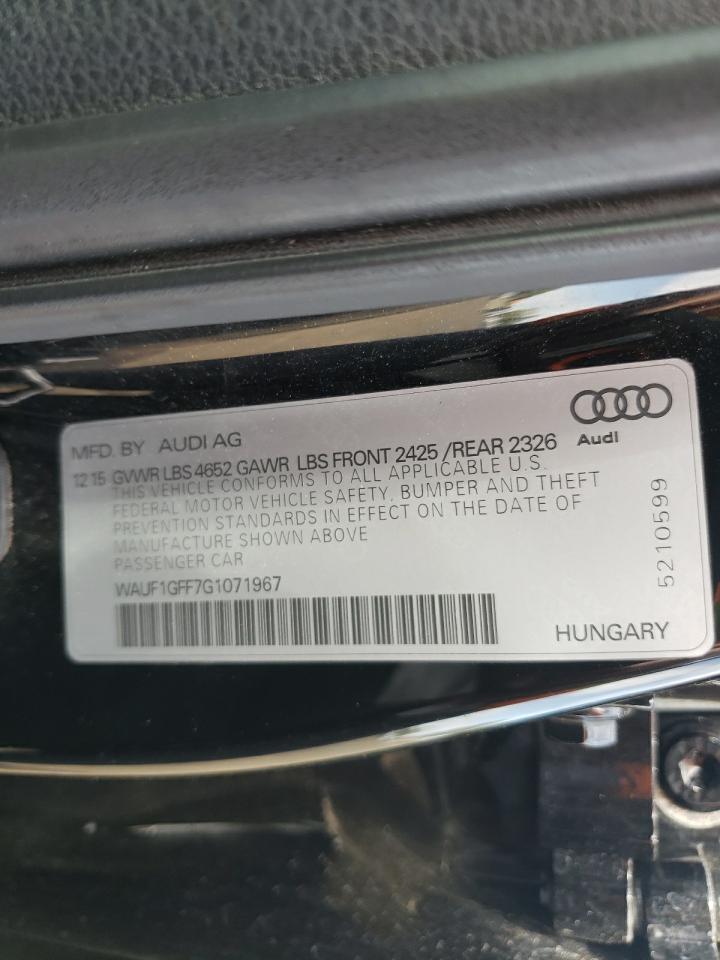 MFD. BY AUDI AG
Audi
12 15 GVWR LBS 4652 GAWR LBS FRONT 2425 /REAR 2326
THIS VEHICLE CONFORMS TO ALL APPLICABLE U.S.
FEDERAL MOTOR VEHICLE SAFETY, BUMPER AND THEFT
PREVENTION STANDARDS IN EFFECT ON THE DATE OF
MANUFACTURE SHOWN ABOVE
PASSENGER CAR
WAUF1GFF7G1071967
HUNGARY
5210599